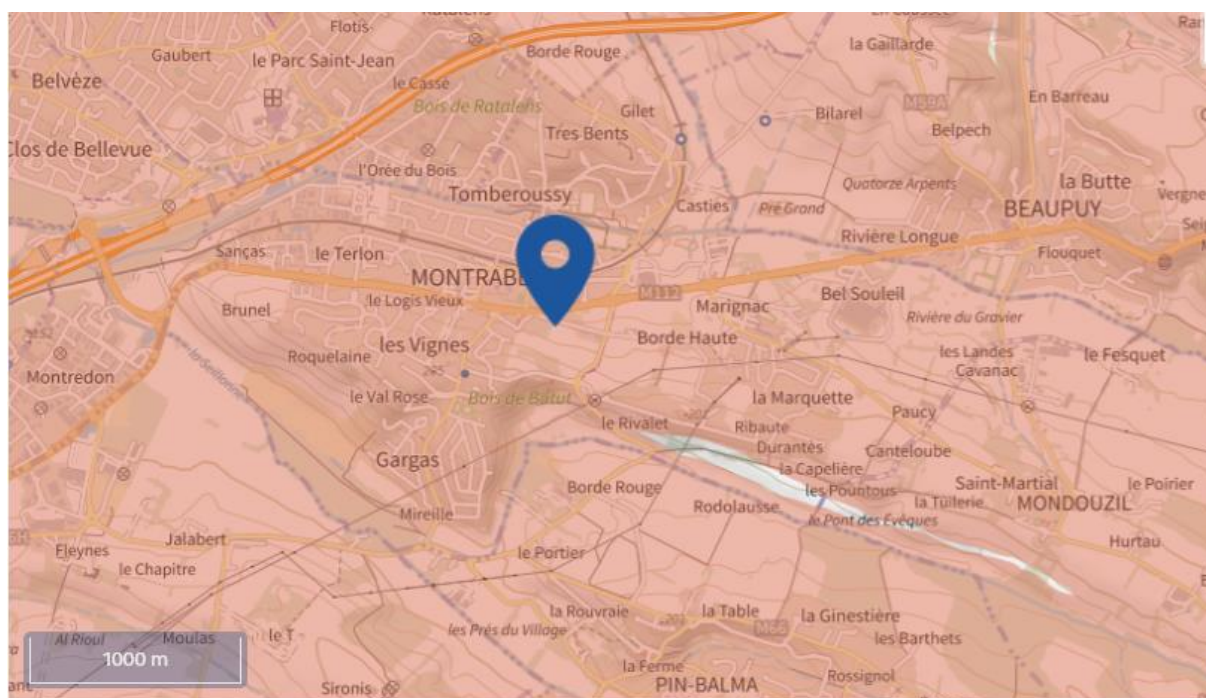 Flotis
Gaubert
le Parc Saint-Jean
Borde Rouge
la Gaillarde
Belvèze
le Cassé
Bois de Ratalens
Gilet
Bilarel
M59A
En Barreau
Tres Bents
Belpech
Clos de Bellevue
l'Orée du Bois
Quatorze Arpents
la Butte
Tomberoussy
Casties
Pré Grand
BEAUPUY
Rivière Longue
Sanças
le Terlon
Flouquet
MONTRABE
M112
Bel Souleil
le Logis Vieux
Marignac
Brunel
Rivière du Gravier
Borde Haute
les Vignes
les Landes
le Fesquet
Roquelaine
Cavanac
Montredon
le Val Rose
Bois de Batut
la Marquette
Paucy
le Rivalet
Ribaute
Durantès
Canteloube
Gargas
la Capelière
Borde Rouge
les Pountous
Saint-Martial
le Poirier
Rodolausse
la Tuilerie
MONDOUZIL
Mireille
le Pont des Évêques
Jalabert
Hurtau
Fleynes
le Portier
le Chapitre
la Rouvraie
la Table
la Ginestière
les Prés du Village
M66
les Barthets
Al Rioul
Moulas
le T
1000 m
la Ferme
Rossignol
Sironis
PIN-BALMA